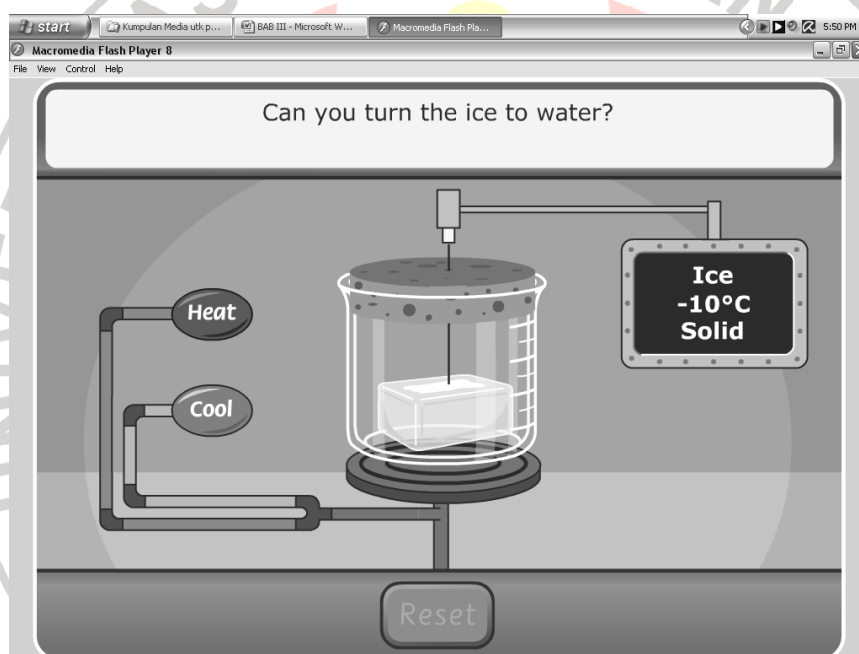 start Kumpulan Media utk p... BAB III - Microsoft W... Macromedia Flash Pla... 5:50 PM
Macromedia Flash Player 8
File View Control Help
Can you turn the ice to water?
Ice
-10°C
Solid
Heat
Cool
Reset